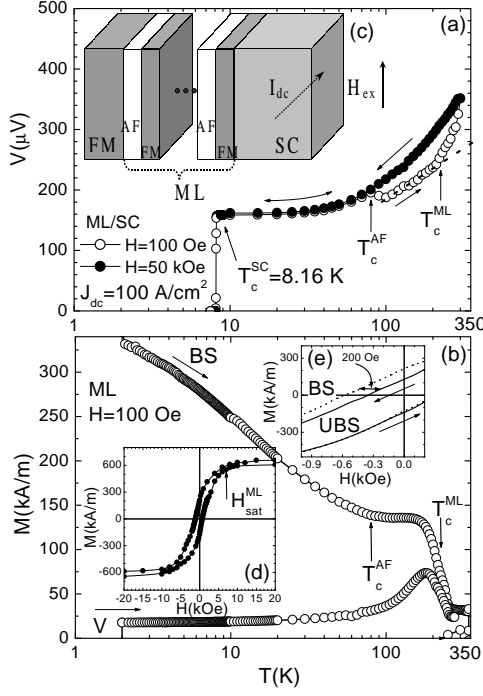 500
400
300
200
100
0
V(µV)
(c)
(a)
I_dc
H_ex
FM
AF
FM
AF
FM
SC
ML
ML/SC
H=100 Oe
H=50 kOe
J_dc=100 A/cm²
T_c^SC=8.16 K
T_c^AF
T_c^ML
1
10
100
350
350
300
250
200
150
100
50
0
M(kA/m)
BS
ML
H=100 Oe
(b)
(e)
200 Oe
300
0
-300
M(kA/m)
BS
UBS
-0.9
-0.6
-0.3
0.0
H(kOe)
600
300
0
-300
-600
M(kA/m)
H_sat^ML
(d)
-20
-15
-10
-5
0
5
10
15
20
H(kOe)
T_c^AF
T_c^ML
V
1
10
100
350
T(K)